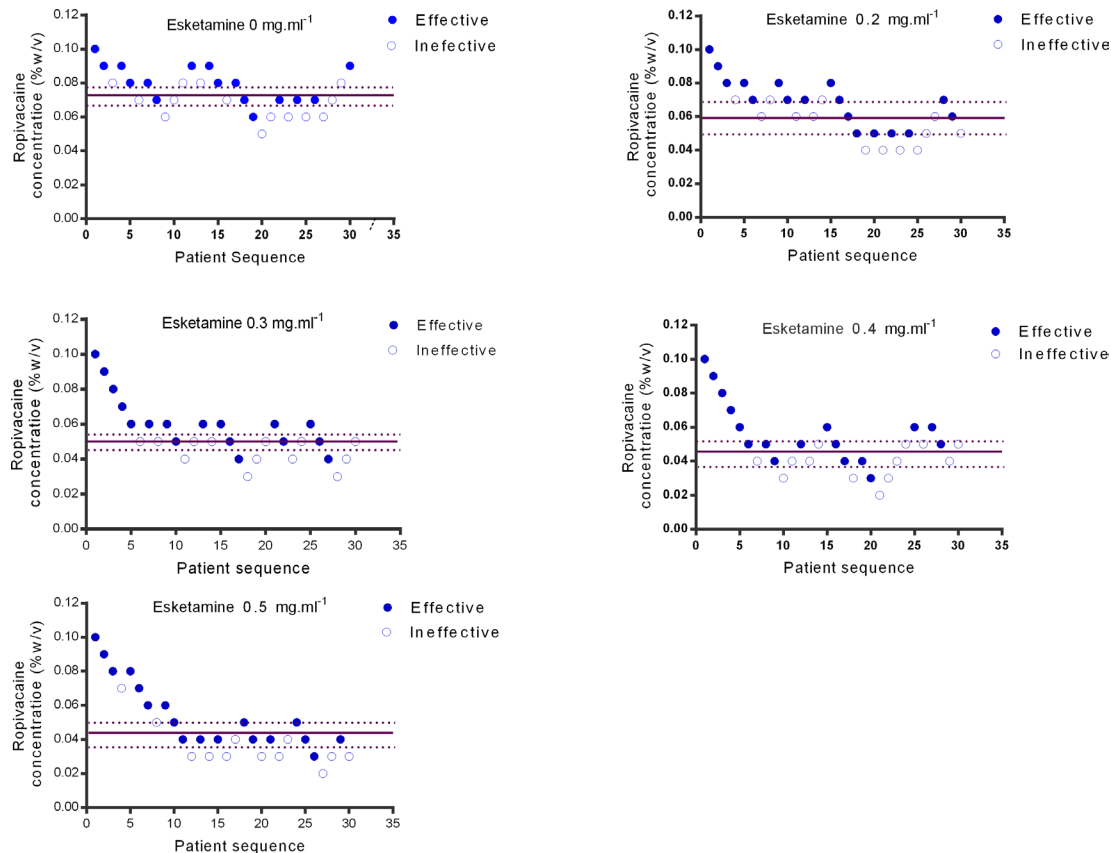 Esketamine 0 mg.ml-1
Effective
Inefective
Ropivacaine
concentratioe (%w/v)
0.12
0.10
0.08
0.06
0.04
0.02
0.00
0 5 10 15 20 25 30 35
Patient Sequence
Esketamine 0.2 mg.ml-1
Effective
Ineffective
Ropivacaine
concentratioe (%w/v)
0.12
0.10
0.08
0.06
0.04
0.02
0.00
0 5 10 15 20 25 30 35
Patient sequence
Esketamine 0.3 mg.ml-1
Effective
Ineffective
Ropivacaine
concentratioe (%w/v)
0.12
0.10
0.08
0.06
0.04
0.02
0.00
0 5 10 15 20 25 30 35
Patient sequence
Esketamine 0.4 mg.ml-1
Effective
Ineffective
Ropivacaine
concentratioe (%w/v)
0.12
0.10
0.08
0.06
0.04
0.02
0.00
0 5 10 15 20 25 30 35
Patient sequence
Esketamine 0.5 mg.ml-1
Effective
Ineffective
Ropivacaine
concentratioe (%w/v)
0.12
0.10
0.08
0.06
0.04
0.02
0.00
0 5 10 15 20 25 30 35
Patient sequence